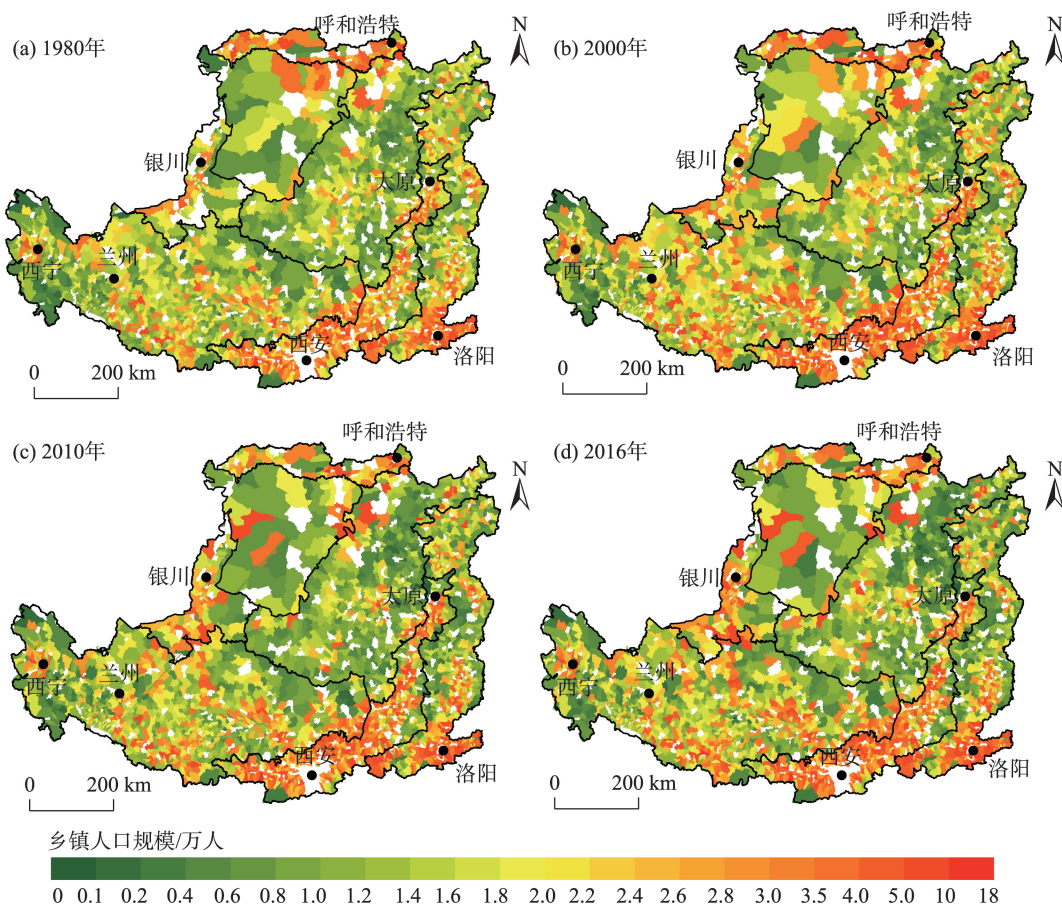 (a) 1980年
呼和浩特
N
银川
太原
西宁
兰州
西安
洛阳
0 200 km
(b) 2000年
呼和浩特
N
银川
太原
西宁
兰州
西安
洛阳
0 200 km
(c) 2010年
呼和浩特
N
银川
太原
西宁
兰州
西安
洛阳
0 200 km
(d) 2016年
呼和浩特
N
银川
太原
西宁
兰州
西安
洛阳
0 200 km
乡镇人口规模/万人
0 0.1 0.2 0.4 0.6 0.8 1.0 1.2 1.4 1.6 1.8 2.0 2.2 2.4 2.6 2.8 3.0 3.5 4.0 5.0 10 18